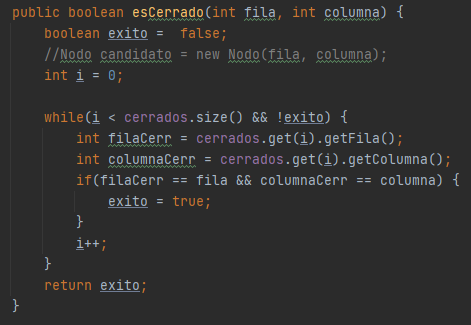 public boolean esCerrado(int fila, int columna) {
    boolean exito =  false;
    //Nodo candidato = new Nodo(fila, columna);
    int i = 0;

    while(i < cerrados.size() && !exito) {
        int filaCerr = cerrados.get(i).getFila();
        int columnaCerr = cerrados.get(i).getColumna();
        if(filaCerr == fila && columnaCerr == columna) {
            exito = true;
        }
        i++;
    }
    return exito;
}